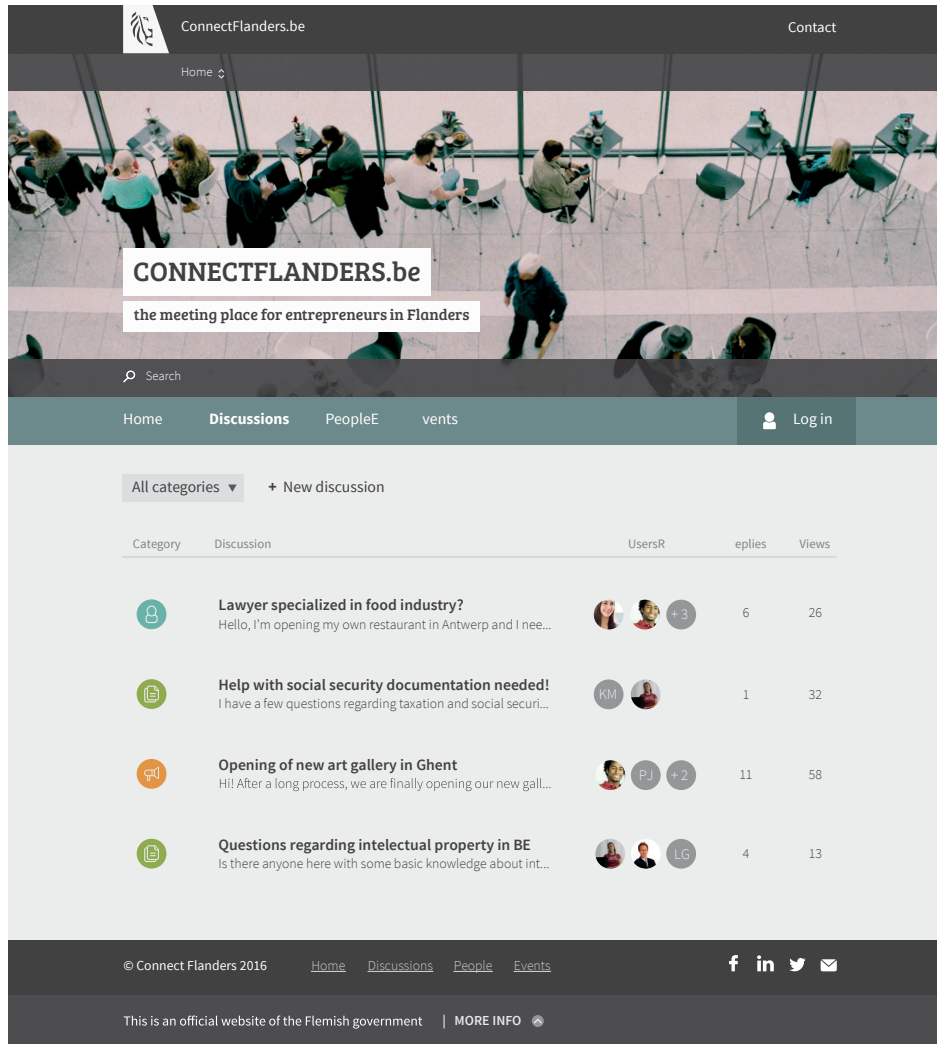 ConnectFlanders.be
Contact
Home
CONNECTFLANDERS.be
the meeting place for entrepreneurs in Flanders
Search
Home Discussions PeopleE vents Log in
All categories ▼ + New discussion
Category Discussion UsersR eplies Views
Lawyer specialized in food industry?
Hello, I'm opening my own restaurant in Antwerp and I nee...
+ 3 6 26
Help with social security documentation needed!
I have a few questions regarding taxation and social securi...
KM 1 32
Opening of new art gallery in Ghent
Hi! After a long process, we are finally opening our new gall...
PJ + 2 11 58
Questions regarding intelectual property in BE
Is there anyone here with some basic knowledge about int...
LG 4 13
© Connect Flanders 2016 Home Discussions People Events
This is an official website of the Flemish government | MORE INFO